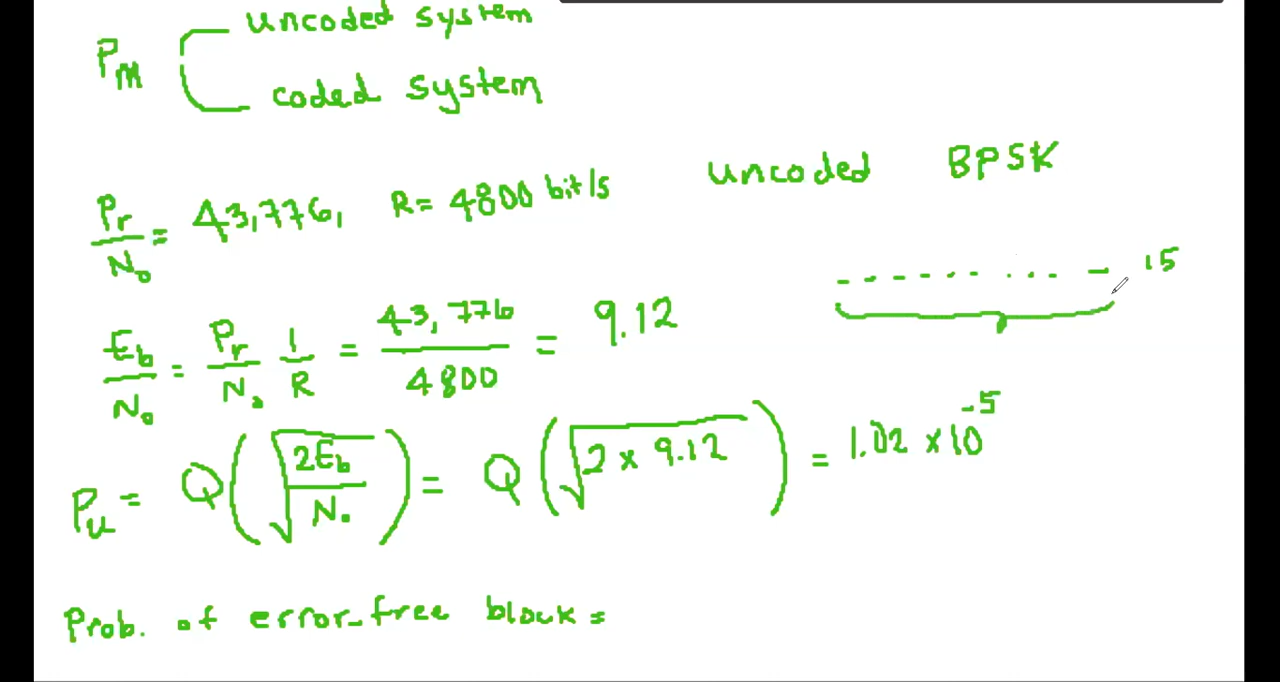 uncoded system
P_m
coded system
P_r/N_0 = 43,776, R = 4800 bit/s
uncoded BPSK
15
E_b/N_0 = P_r/N_0 1/R = 43,776/4800 = 9.12
P_u = Q(√(2E_b/N_0)) = Q(√(2 × 9.12)) = 1.02 × 10^-5
Prob. of error-free block =